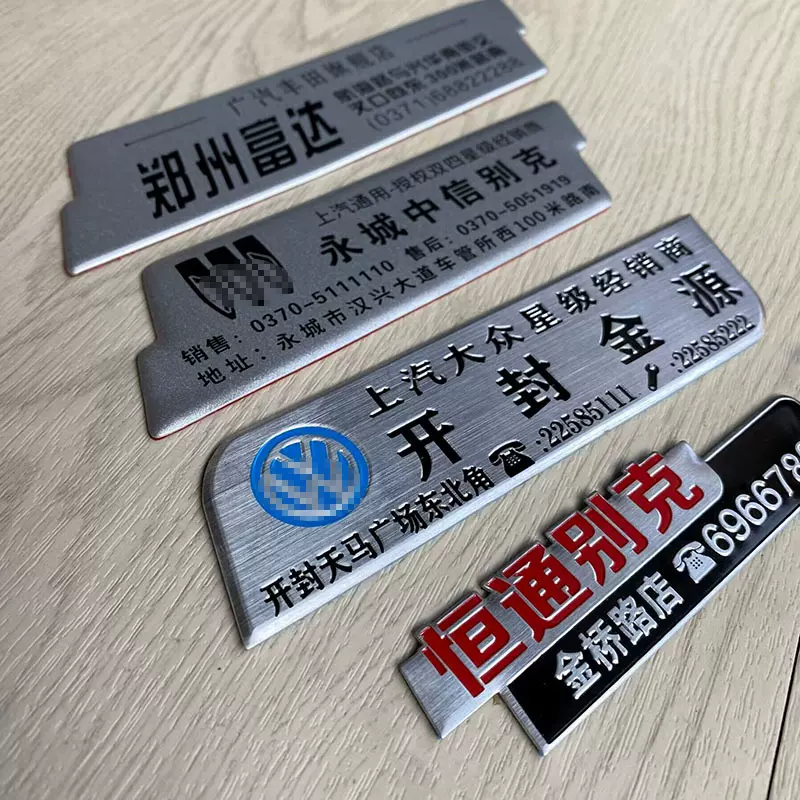 广汽丰田旗舰店
郑州富达
(0371)68822288
上汽通用-授权双四星级经销商
永城中信别克
销售：0370-5111110 售后：0370-5051919
地址：永城市汉兴大道车管所西100米路南
上汽大众星级经销商
开封金源
开封天马广场东北角 ☎:22585111 :22585222
恒通别克
金桥路店 ☎696678